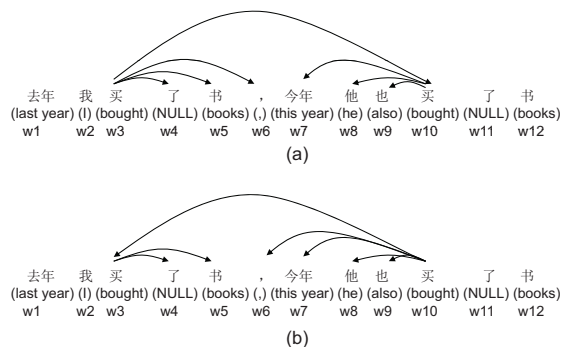 去年 我 买 了 书 , 今年 他 也 买 了 书
(last year) (I) (bought) (NULL) (books) (,) (this year) (he) (also) (bought) (NULL) (books)
w1 w2 w3 w4 w5 w6 w7 w8 w9 w10 w11 w12
(a)
去年 我 买 了 书 , 今年 他 也 买 了 书
(last year) (I) (bought) (NULL) (books) (,) (this year) (he) (also) (bought) (NULL) (books)
w1 w2 w3 w4 w5 w6 w7 w8 w9 w10 w11 w12
(b)